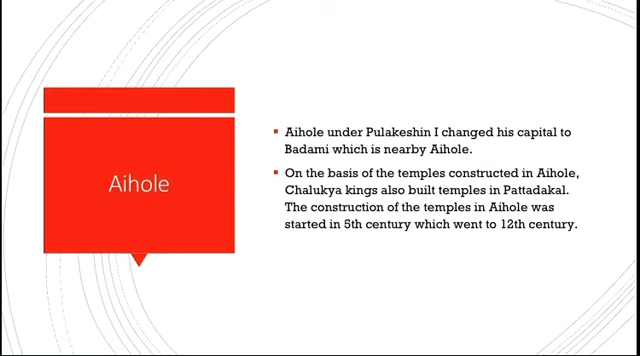 Aihole
Aihole under Pulakeshin I changed his capital to
Badami which is nearby Aihole.
On the basis of the temples constructed in Aihole,
Chalukya kings also built temples in Pattadakal.
The construction of the temples in Aihole was
started in 5th century which went to 12th century.